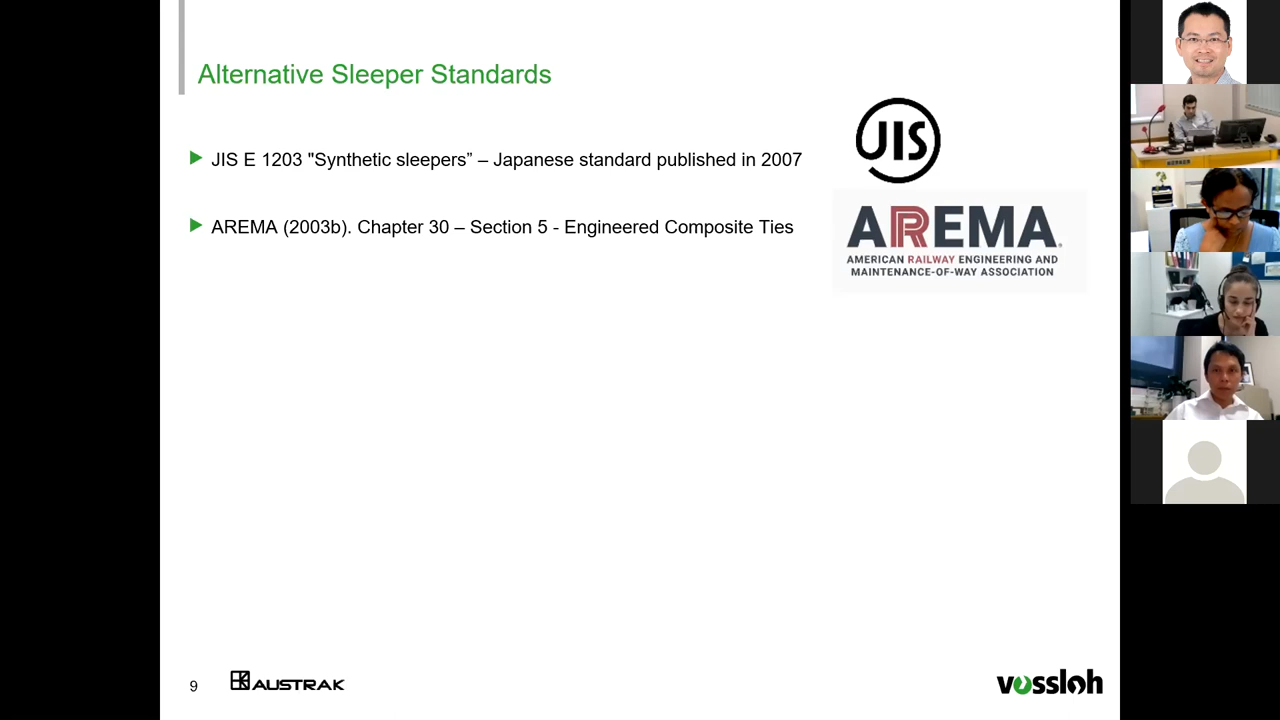 Alternative Sleeper Standards
JIS E 1203 "Synthetic sleepers” – Japanese standard published in 2007
JIS
AREMA (2003b). Chapter 30 – Section 5 - Engineered Composite Ties
AREMA®
AMERICAN RAILWAY ENGINEERING AND
MAINTENANCE-OF-WAY ASSOCIATION
9
AUSTRAK
vossloh